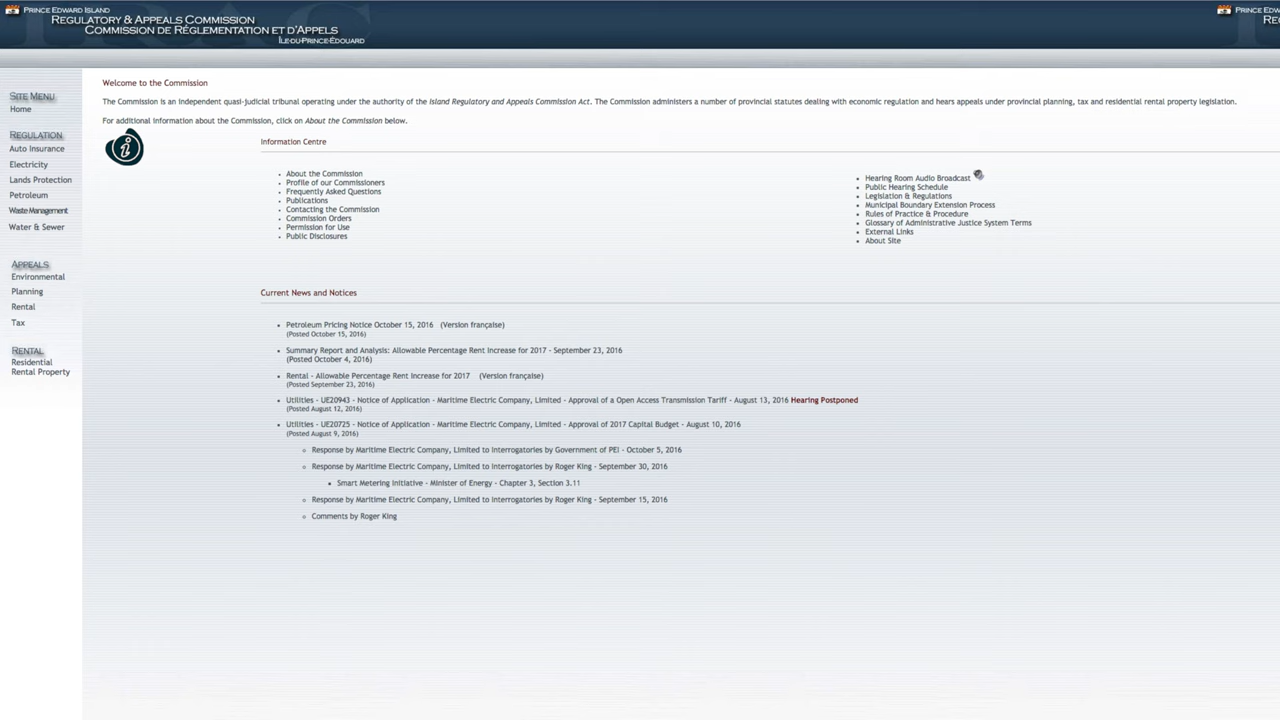 PRINCE EDWARD ISLAND
REGULATORY & APPEALS COMMISSION
COMMISSION DE RÉGLEMENTATION ET D'APPELS
ÎLE-DU-PRINCE-ÉDOUARD
PRINCE EDW
RE
SITE MENU
Home
REGULATION
Auto Insurance
Electricity
Lands Protection
Petroleum
Waste Management
Water & Sewer
APPEALS
Environmental
Planning
Rental
Tax
RENTAL
Residential
Rental Property
Welcome to the Commission
The Commission is an independent quasi-judicial tribunal operating under the authority of the Island Regulatory and Appeals Commission Act. The Commission administers a number of provincial statutes dealing with economic regulation and hears appeals under provincial planning, tax and residential rental property legislation.
For additional information about the Commission, click on About the Commission below.
Information Centre
About the Commission
Profile of our Commissioners
Frequently Asked Questions
Publications
Contacting the Commission
Commission Orders
Permission for Use
Public Disclosures
Hearing Room Audio Broadcast
Public Hearing Schedule
Legislation & Regulations
Municipal Boundary Extension Process
Rules of Practice & Procedure
Glossary of Administrative Justice System Terms
External Links
About Site
Current News and Notices
Petroleum Pricing Notice October 15, 2016 (Version française)
(Posted October 15, 2016)
Summary Report and Analysis: Allowable Percentage Rent Increase for 2017 - September 23, 2016
(Posted October 4, 2016)
Rental - Allowable Percentage Rent Increase for 2017 (Version française)
(Posted September 23, 2016)
Utilities - UE20943 - Notice of Application - Maritime Electric Company, Limited - Approval of a Open Access Transmission Tariff - August 13, 2016 Hearing Postponed
(Posted August 12, 2016)
Utilities - UE20725 - Notice of Application - Maritime Electric Company, Limited - Approval of 2017 Capital Budget - August 10, 2016
(Posted August 9, 2016)
Response by Maritime Electric Company, Limited to Interrogatories by Government of PEI - October 5, 2016
Response by Maritime Electric Company, Limited to Interrogatories by Roger King - September 30, 2016
Smart Metering Initiative - Minister of Energy - Chapter 3, Section 3.11
Response by Maritime Electric Company, Limited to Interrogatories by Roger King - September 15, 2016
Comments by Roger King